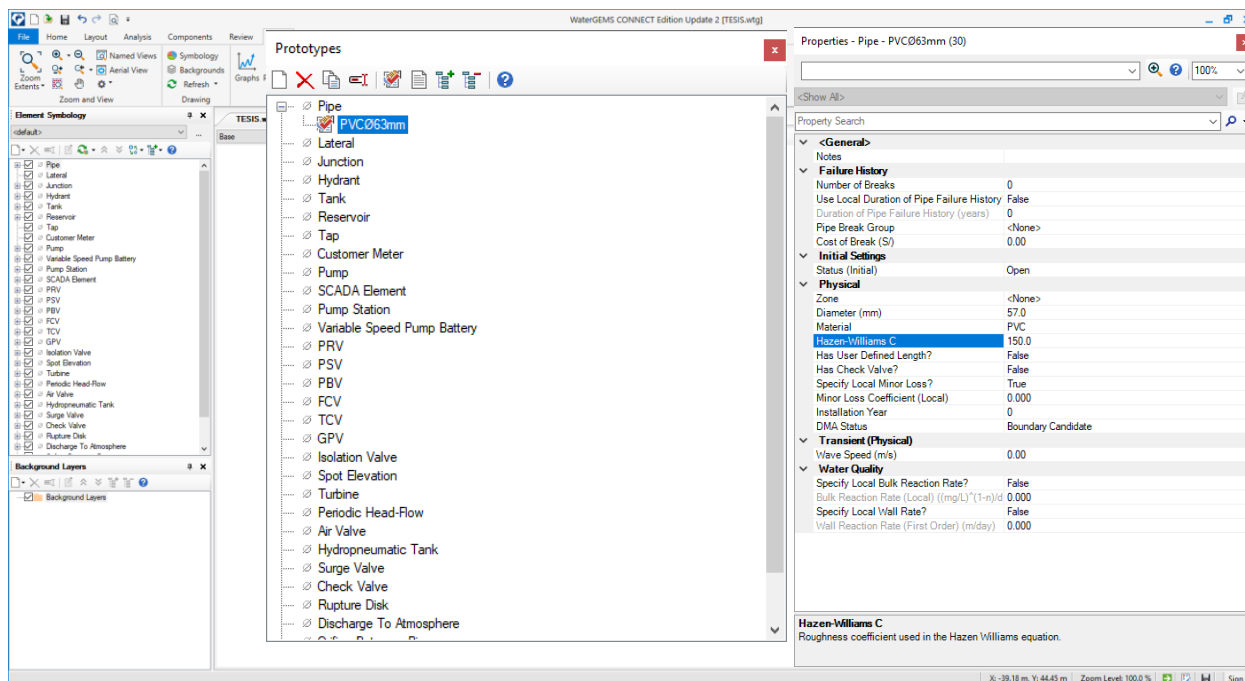 WaterGEMS CONNECT Edition Update 2 [TESIS.wtg]
File Home Layout Analysis Components Review
Zoom Extents
Named Views
Aerial View
Zoom and View
Symbology
Backgrounds
Refresh
Drawing
Graphs
Element Symbology
<default>
Pipe
Lateral
Junction
Hydrant
Tank
Reservoir
Tap
Customer Meter
Pump
Variable Speed Pump Battery
Pump Station
SCADA Element
PRV
PSV
PBV
FCV
TCV
GPV
Isolation Valve
Spot Elevation
Turbine
Periodic Head-Flow
Air Valve
Hydropneumatic Tank
Surge Valve
Check Valve
Rupture Disk
Discharge To Atmosphere
Background Layers
Background Layers
TESIS.w
Base
Prototypes
Pipe
PVCØ63mm
Lateral
Junction
Hydrant
Tank
Reservoir
Tap
Customer Meter
Pump
SCADA Element
Pump Station
Variable Speed Pump Battery
PRV
PSV
PBV
FCV
TCV
GPV
Isolation Valve
Spot Elevation
Turbine
Periodic Head-Flow
Air Valve
Hydropneumatic Tank
Surge Valve
Check Valve
Rupture Disk
Discharge To Atmosphere
Properties - Pipe - PVCØ63mm (30)
100%
<Show All>
Property Search
<General>
Notes
Failure History
Number of Breaks 0
Use Local Duration of Pipe Failure History False
Duration of Pipe Failure History (years) 0
Pipe Break Group <None>
Cost of Break (S/) 0.00
Initial Settings
Status (Initial) Open
Physical
Zone <None>
Diameter (mm) 57.0
Material PVC
Hazen-Williams C 150.0
Has User Defined Length? False
Has Check Valve? False
Specify Local Minor Loss? True
Minor Loss Coefficient (Local) 0.000
Installation Year 0
DMA Status Boundary Candidate
Transient (Physical)
Wave Speed (m/s) 0.00
Water Quality
Specify Local Bulk Reaction Rate? False
Bulk Reaction Rate (Local) ((mg/L)^(1-n)/d 0.000
Specify Local Wall Rate? False
Wall Reaction Rate (First Order) (m/day) 0.000
Hazen-Williams C
Roughness coefficient used in the Hazen Williams equation.
X: -39.18 m, Y: 44.45 m Zoom Level: 100.0 % Sign